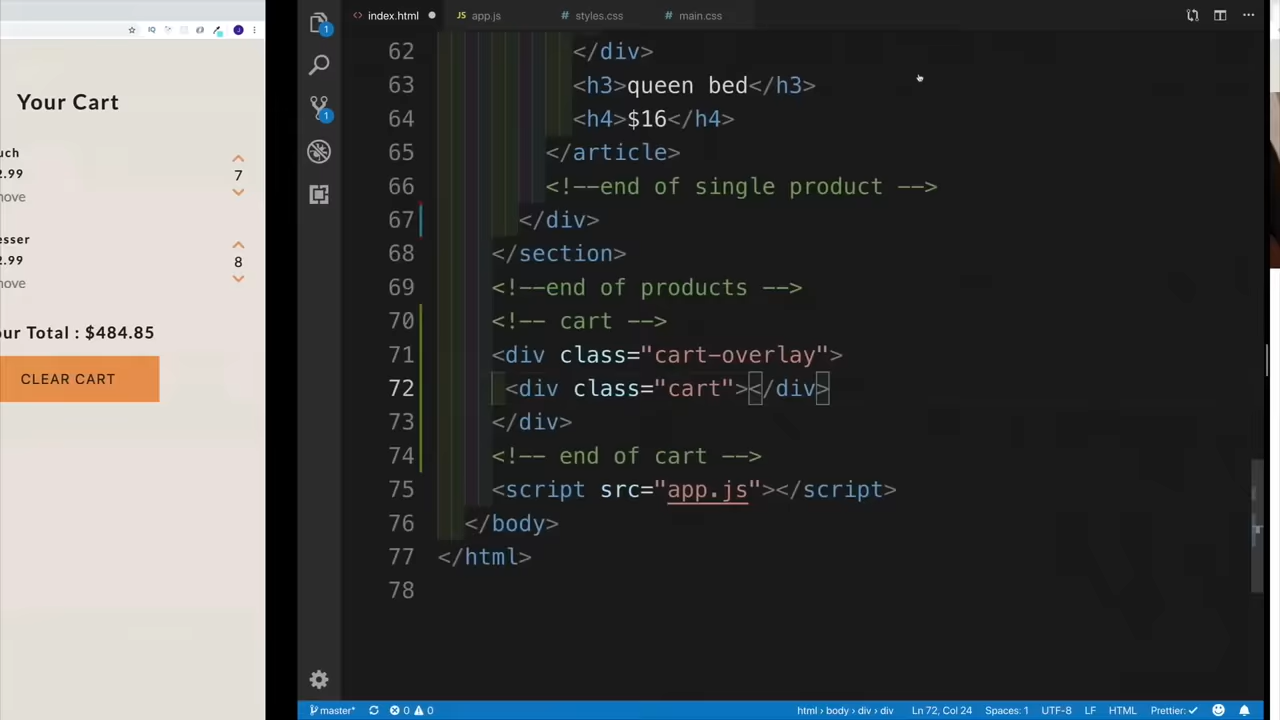 Your Cart
uch
2.99
7
move
esser
2.99
8
move
our Total : $484.85
CLEAR CART
1
1
index.html
JS app.js
# styles.css
# main.css
62 </div>
63 <h3>queen bed</h3>
64 <h4>$16</h4>
65 </article>
66 <!--end of single product -->
67 </div>
68 </section>
69 <!--end of products -->
70 <!-- cart -->
71 <div class="cart-overlay">
72 <div class="cart"></div>
73 </div>
74 <!-- end of cart -->
75 <script src="app.js"></script>
76 </body>
77 </html>
78
master* 0 0 html › body › div › div Ln 72, Col 24 Spaces: 1 UTF-8 LF HTML Prettier: ✓